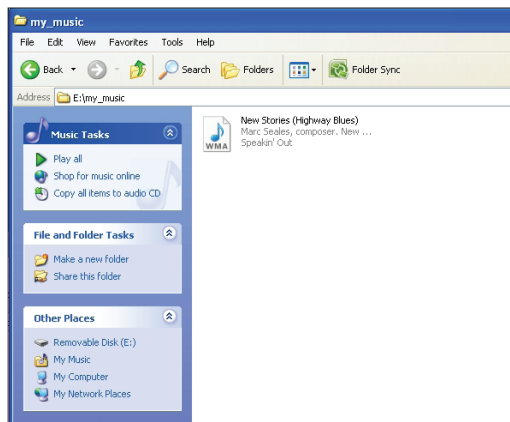 my_music
File Edit View Favorites Tools Help
Back Search Folders Folder Sync
Address E:\my_music
Music Tasks
Play all
Shop for music online
Copy all items to audio CD
File and Folder Tasks
Make a new folder
Share this folder
Other Places
Removable Disk (E:)
My Music
My Computer
My Network Places
WMA
New Stories (Highway Blues)
Marc Seales, composer. New ...
Speakin' Out